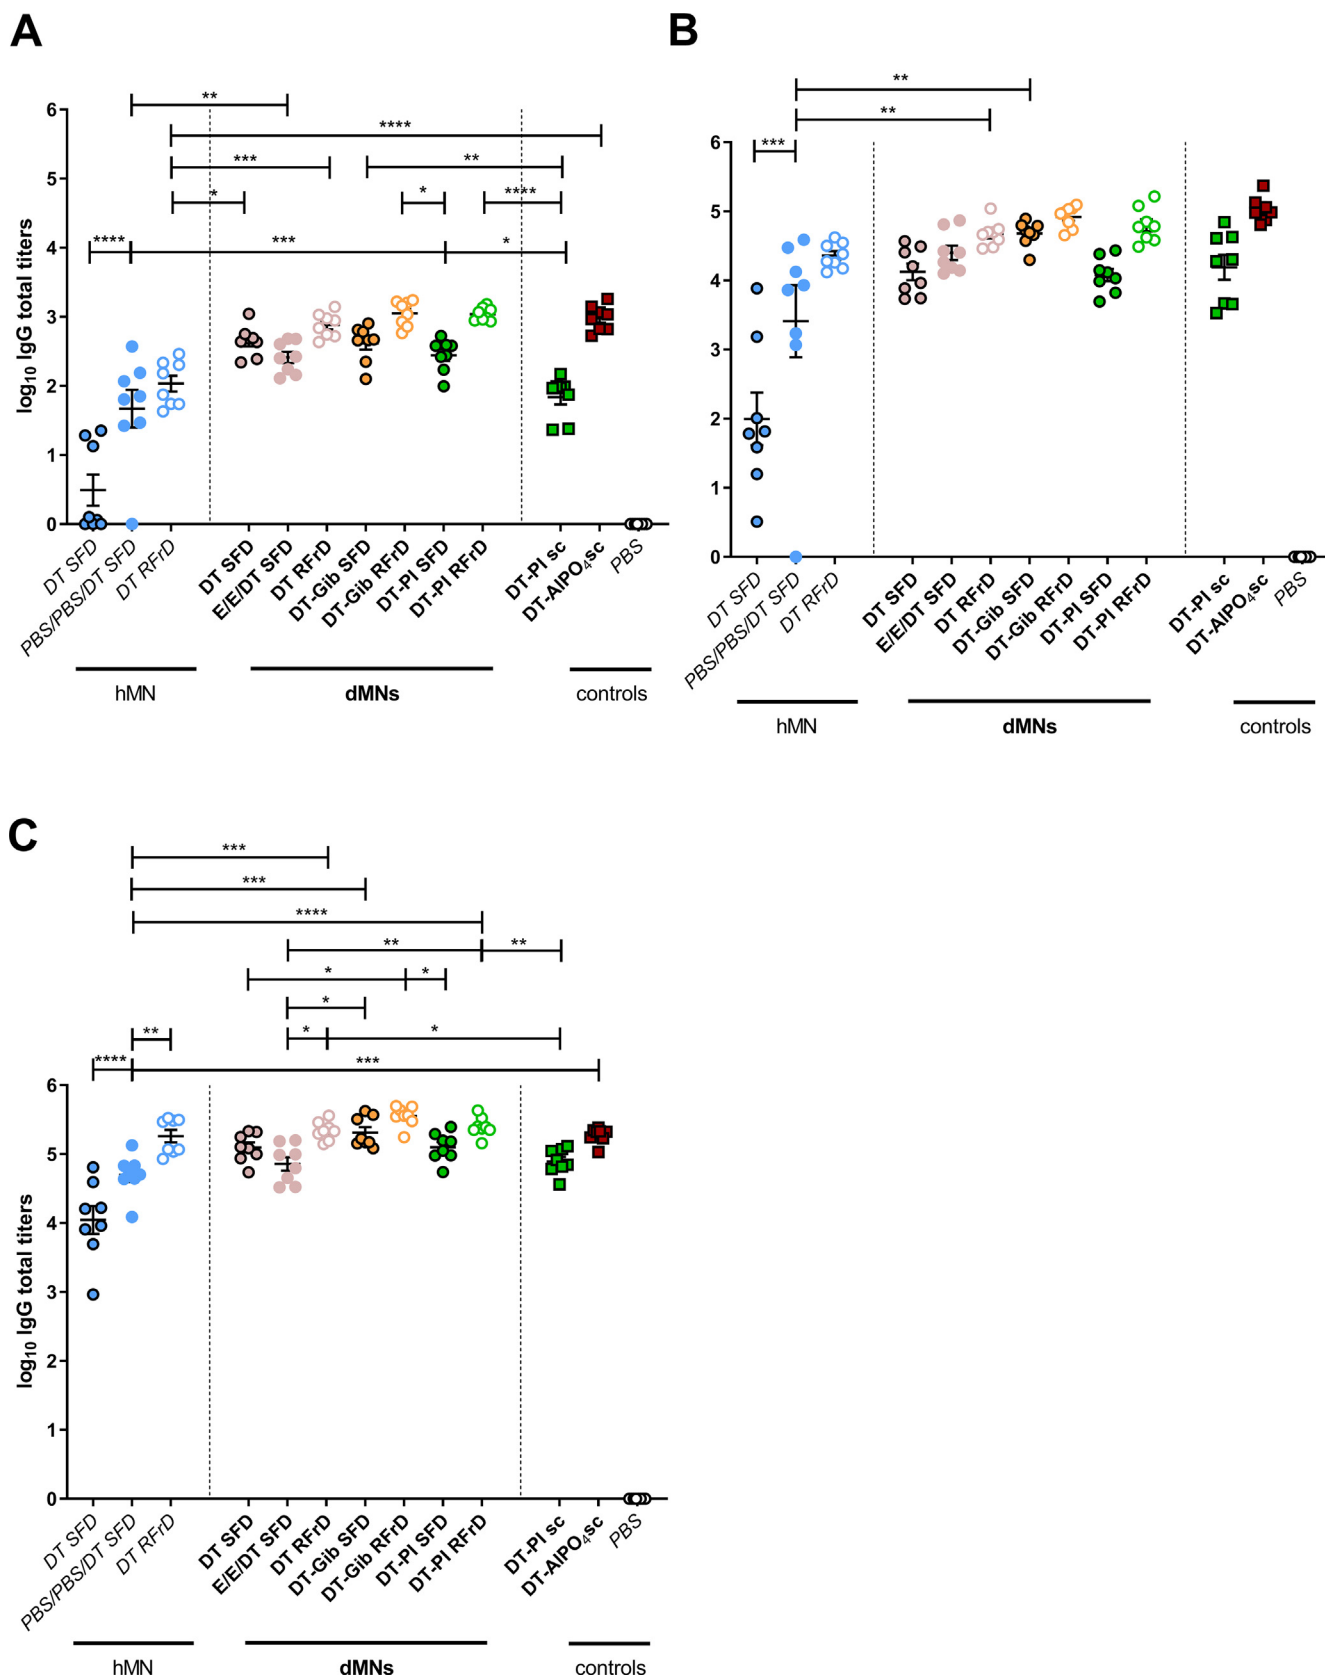 A
**
****
***
**
*
*
****
****
***
*
log10 IgG total titers
6
5
4
3
2
1
0
DT SFD
PBS/PBS/DT SFD
DT RFrD
DT SFD
E/E/DT SFD
DT RFrD
DT-Gib SFD
DT-Gib RFrD
DT-PI SFD
DT-PI RFrD
DT-PI sc
DT-AlPO4sc
PBS
hMN
dMNs
controls
B
**
**
***
6
5
4
3
2
1
0
DT SFD
PBS/PBS/DT SFD
DT RFrD
DT SFD
E/E/DT SFD
DT RFrD
DT-Gib SFD
DT-Gib RFrD
DT-PI SFD
DT-PI RFrD
DT-PI sc
DT-AlPO4sc
PBS
hMN
dMNs
controls
C
***
***
****
**
**
*
*
*
**
*
*
****
***
log10 IgG total titers
6
5
4
3
2
1
0
DT SFD
PBS/PBS/DT SFD
DT RFrD
DT SFD
E/E/DT SFD
DT RFrD
DT-Gib SFD
DT-Gib RFrD
DT-PI SFD
DT-PI RFrD
DT-PI sc
DT-AlPO4sc
PBS
hMN
dMNs
controls